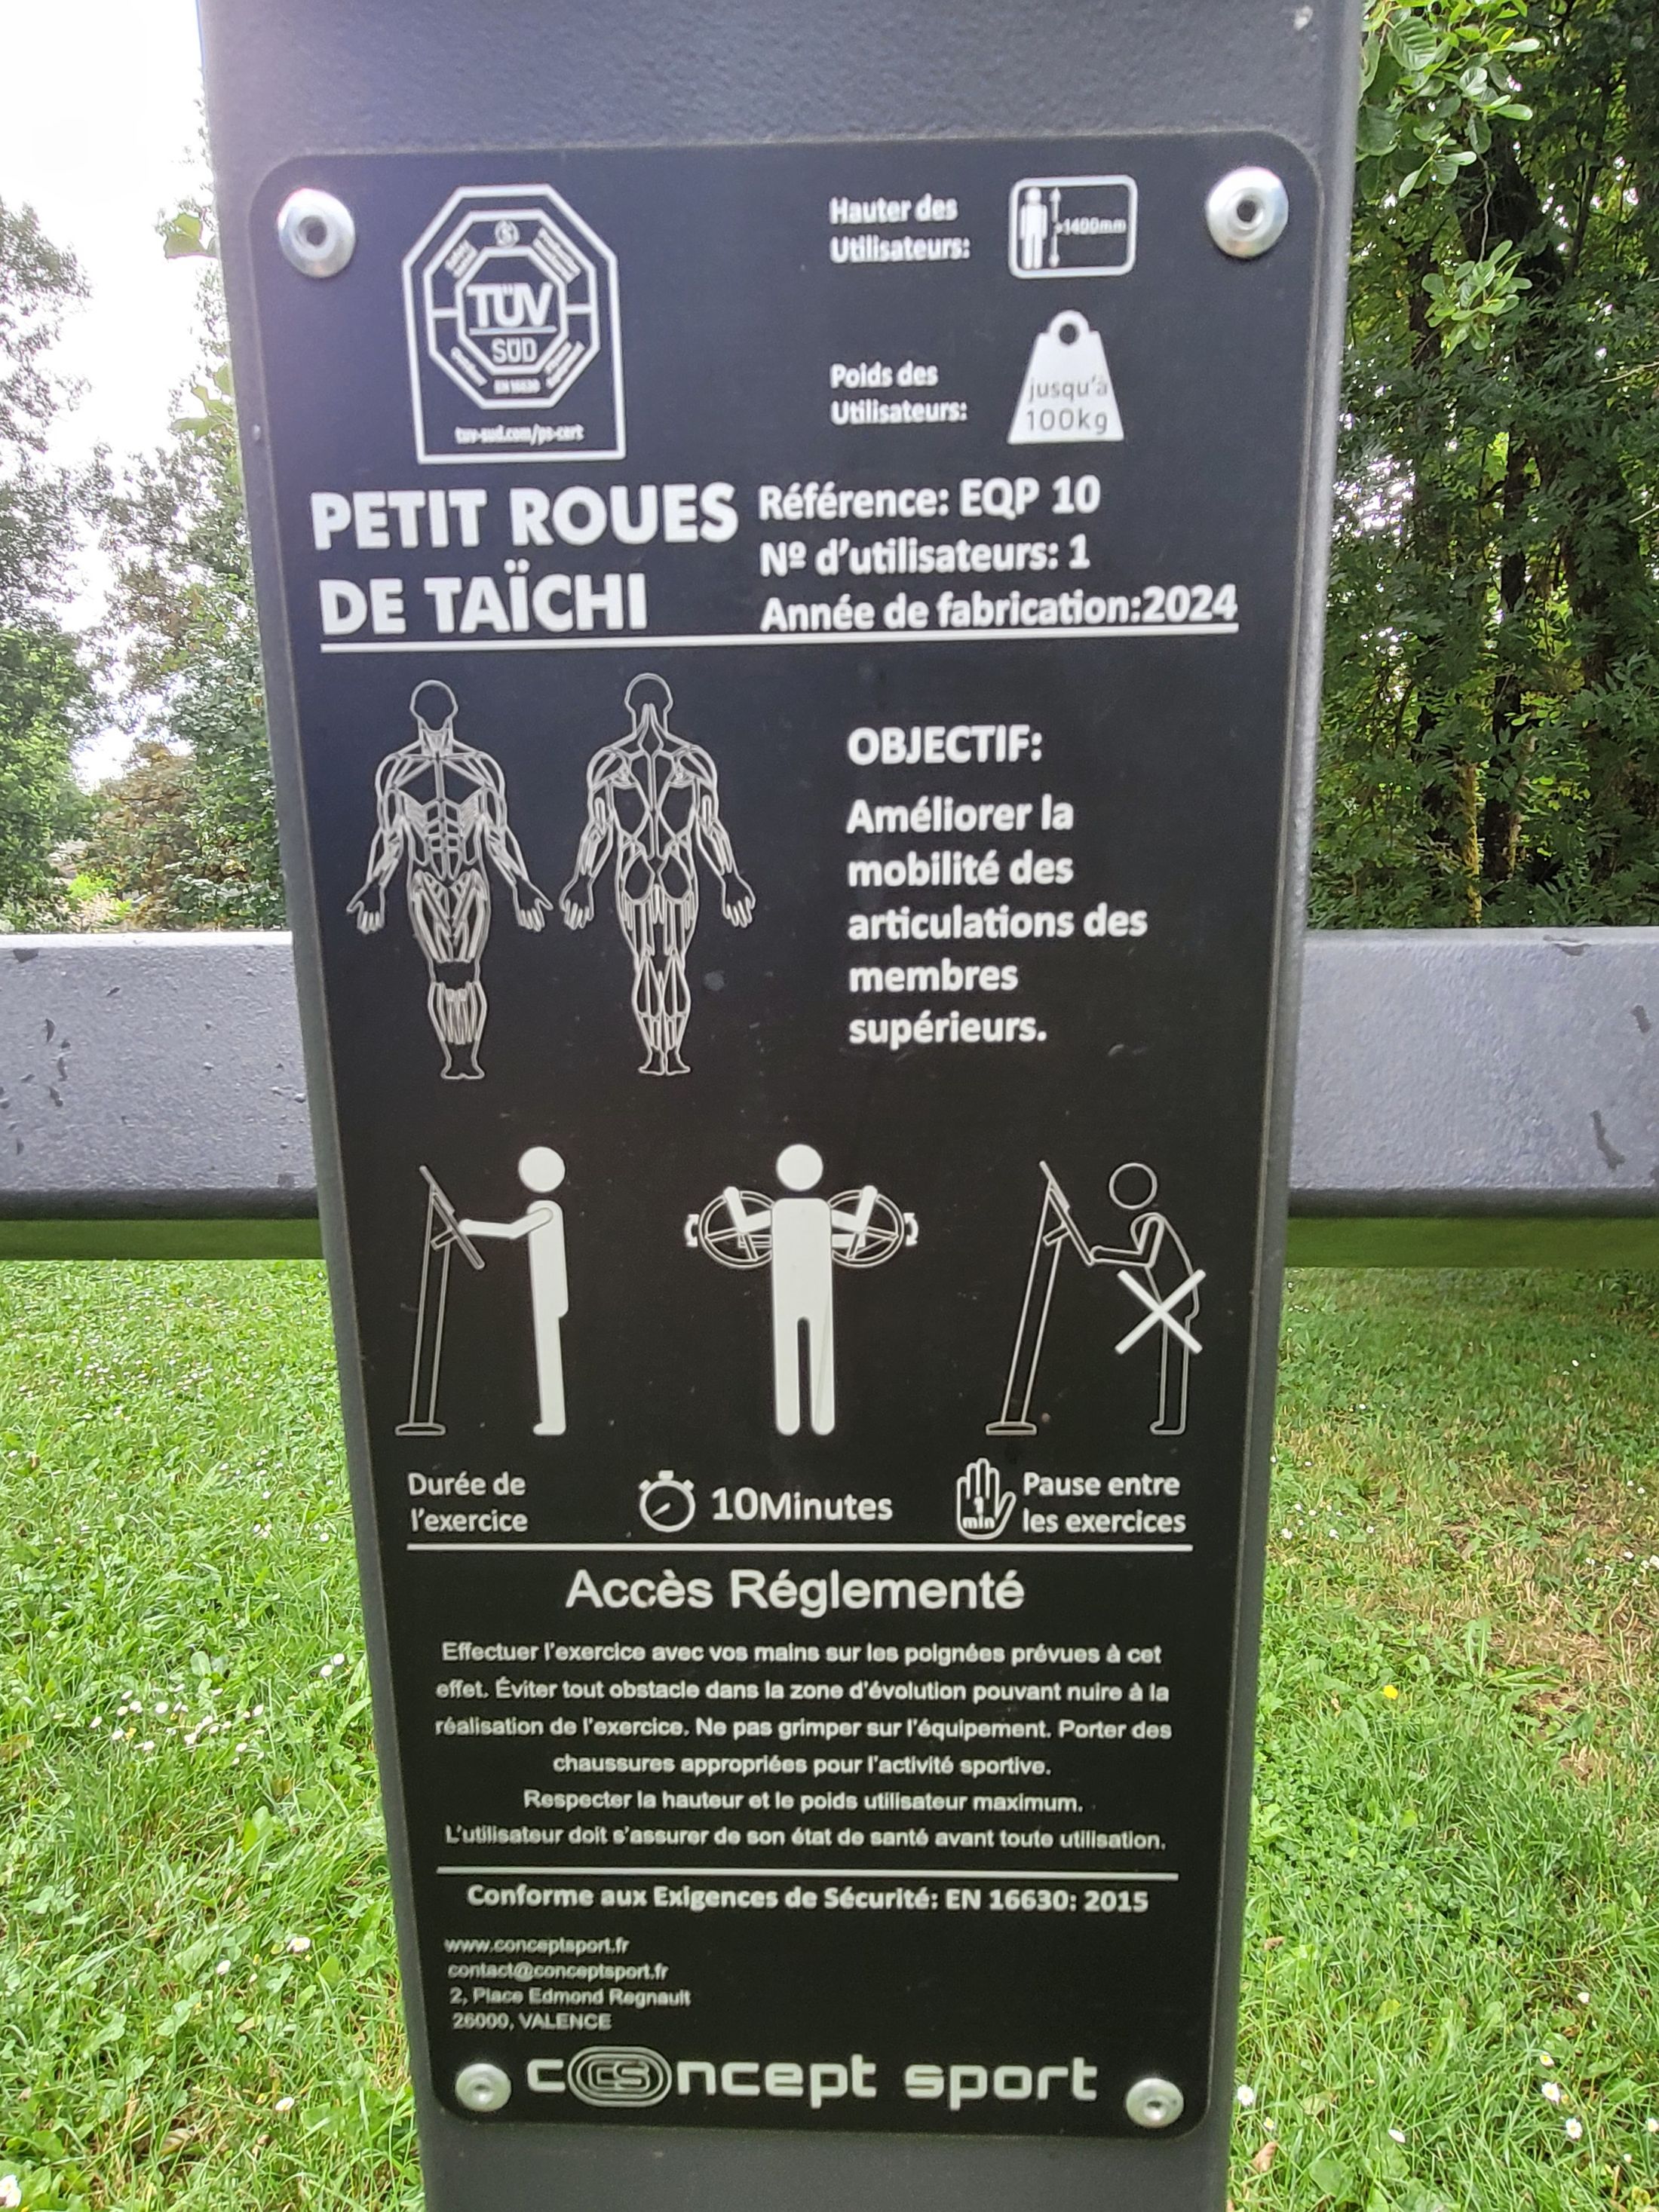 TÜV
SÜD
EN 16630
tuv-sud.com/ps-cert
Hauter des
Utilisateurs:
>1400mm
Poids des
Utilisateurs:
jusqu'à
100kg
PETIT ROUES
DE TAÏCHI
Référence: EQP 10
Nº d'utilisateurs: 1
Année de fabrication:2024
OBJECTIF:
Améliorer la
mobilité des
articulations des
membres
supérieurs.
Durée de
l'exercice
10Minutes
1
min
Pause entre
les exercices
Accès Réglementé
Effectuer l'exercice avec vos mains sur les poignées prévues à cet
effet. Éviter tout obstacle dans la zone d'évolution pouvant nuire à la
réalisation de l'exercice. Ne pas grimper sur l'équipement. Porter des
chaussures appropriées pour l'activité sportive.
Respecter la hauteur et le poids utilisateur maximum.
L'utilisateur doit s'assurer de son état de santé avant toute utilisation.
Conforme aux Exigences de Sécurité: EN 16630: 2015
www.conceptsport.fr
contact@conceptsport.fr
2, Place Edmond Regnault
26000, VALENCE
concept sport